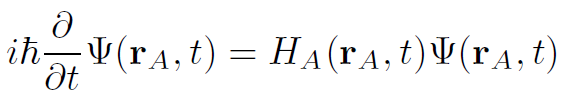 iℏ ∂/∂t Ψ(r_A, t) = H_A(r_A, t)Ψ(r_A, t)